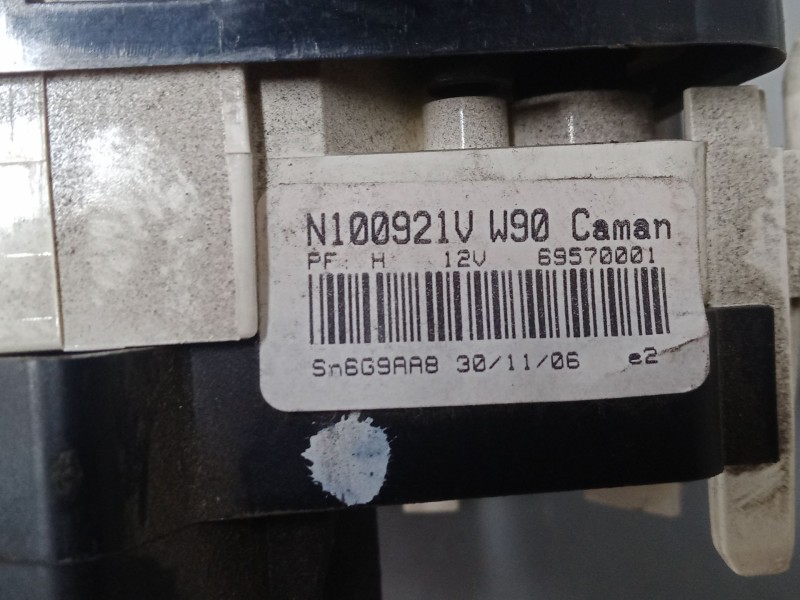 N100921V W90 Caman
PF H 12V 69570001
Sn6G9AA8 30/11/06 e2